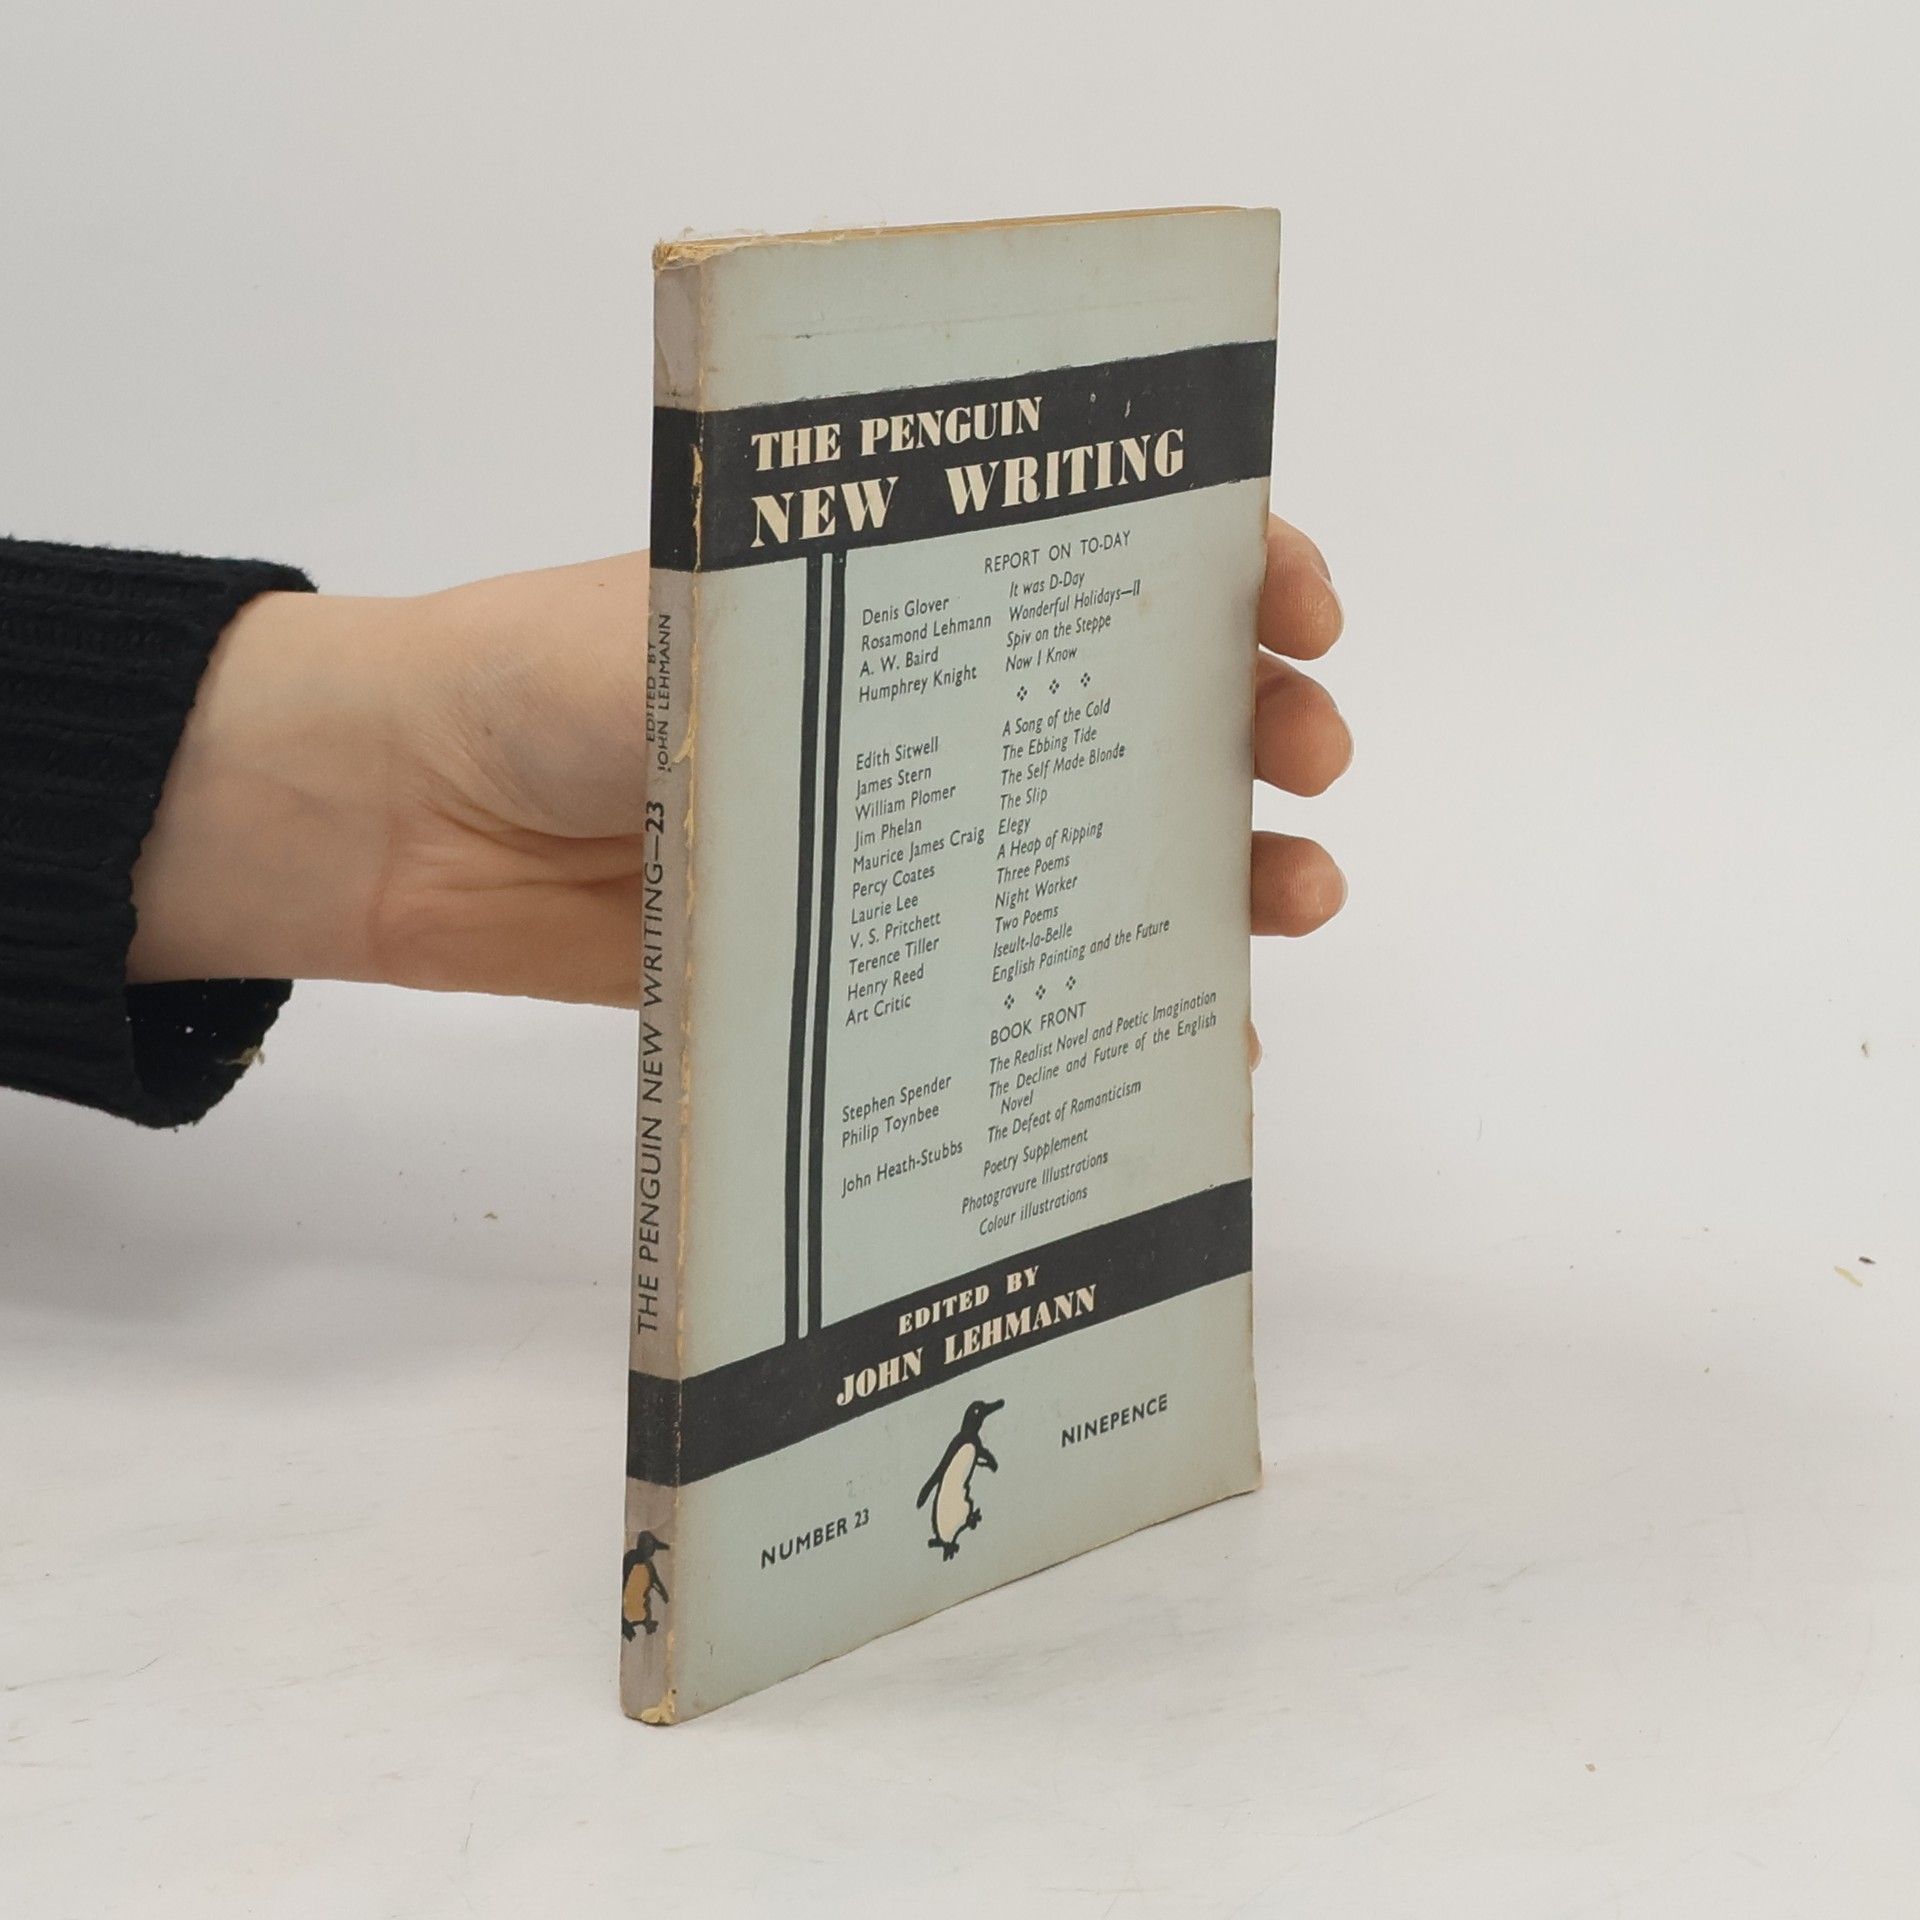 THE PENGUIN
NEW WRITING
REPORT ON TO-DAY
Denis Glover It was D-Day
Rosamond Lehmann Wonderful Holidays—II
A. W. Baird Spiv on the Steppe
Humphrey Knight Now I Know
Edith Sitwell A Song of the Cold
James Stern The Ebbing Tide
William Plomer The Self Made Blonde
Jim Phelan The Slip
Maurice James Craig Elegy
Percy Coates A Heap of Ripping
Laurie Lee Three Poems
V. S. Pritchett Night Worker
Terence Tiller Two Poems
Henry Reed Iseult-la-Belle
Art Critic English Painting and the Future
BOOK FRONT
Stephen Spender The Realist Novel and Poetic Imagination
Philip Toynbee The Decline and Future of the English
Novel
John Heath-Stubbs The Defeat of Romanticism
Poetry Supplement
Photogravure Illustrations
Colour illustrations
EDITED BY
JOHN LEHMANN
NUMBER 23 NINEPENCE
THE PENGUIN NEW WRITING—23
EDITED BY
JOHN LEHMANN